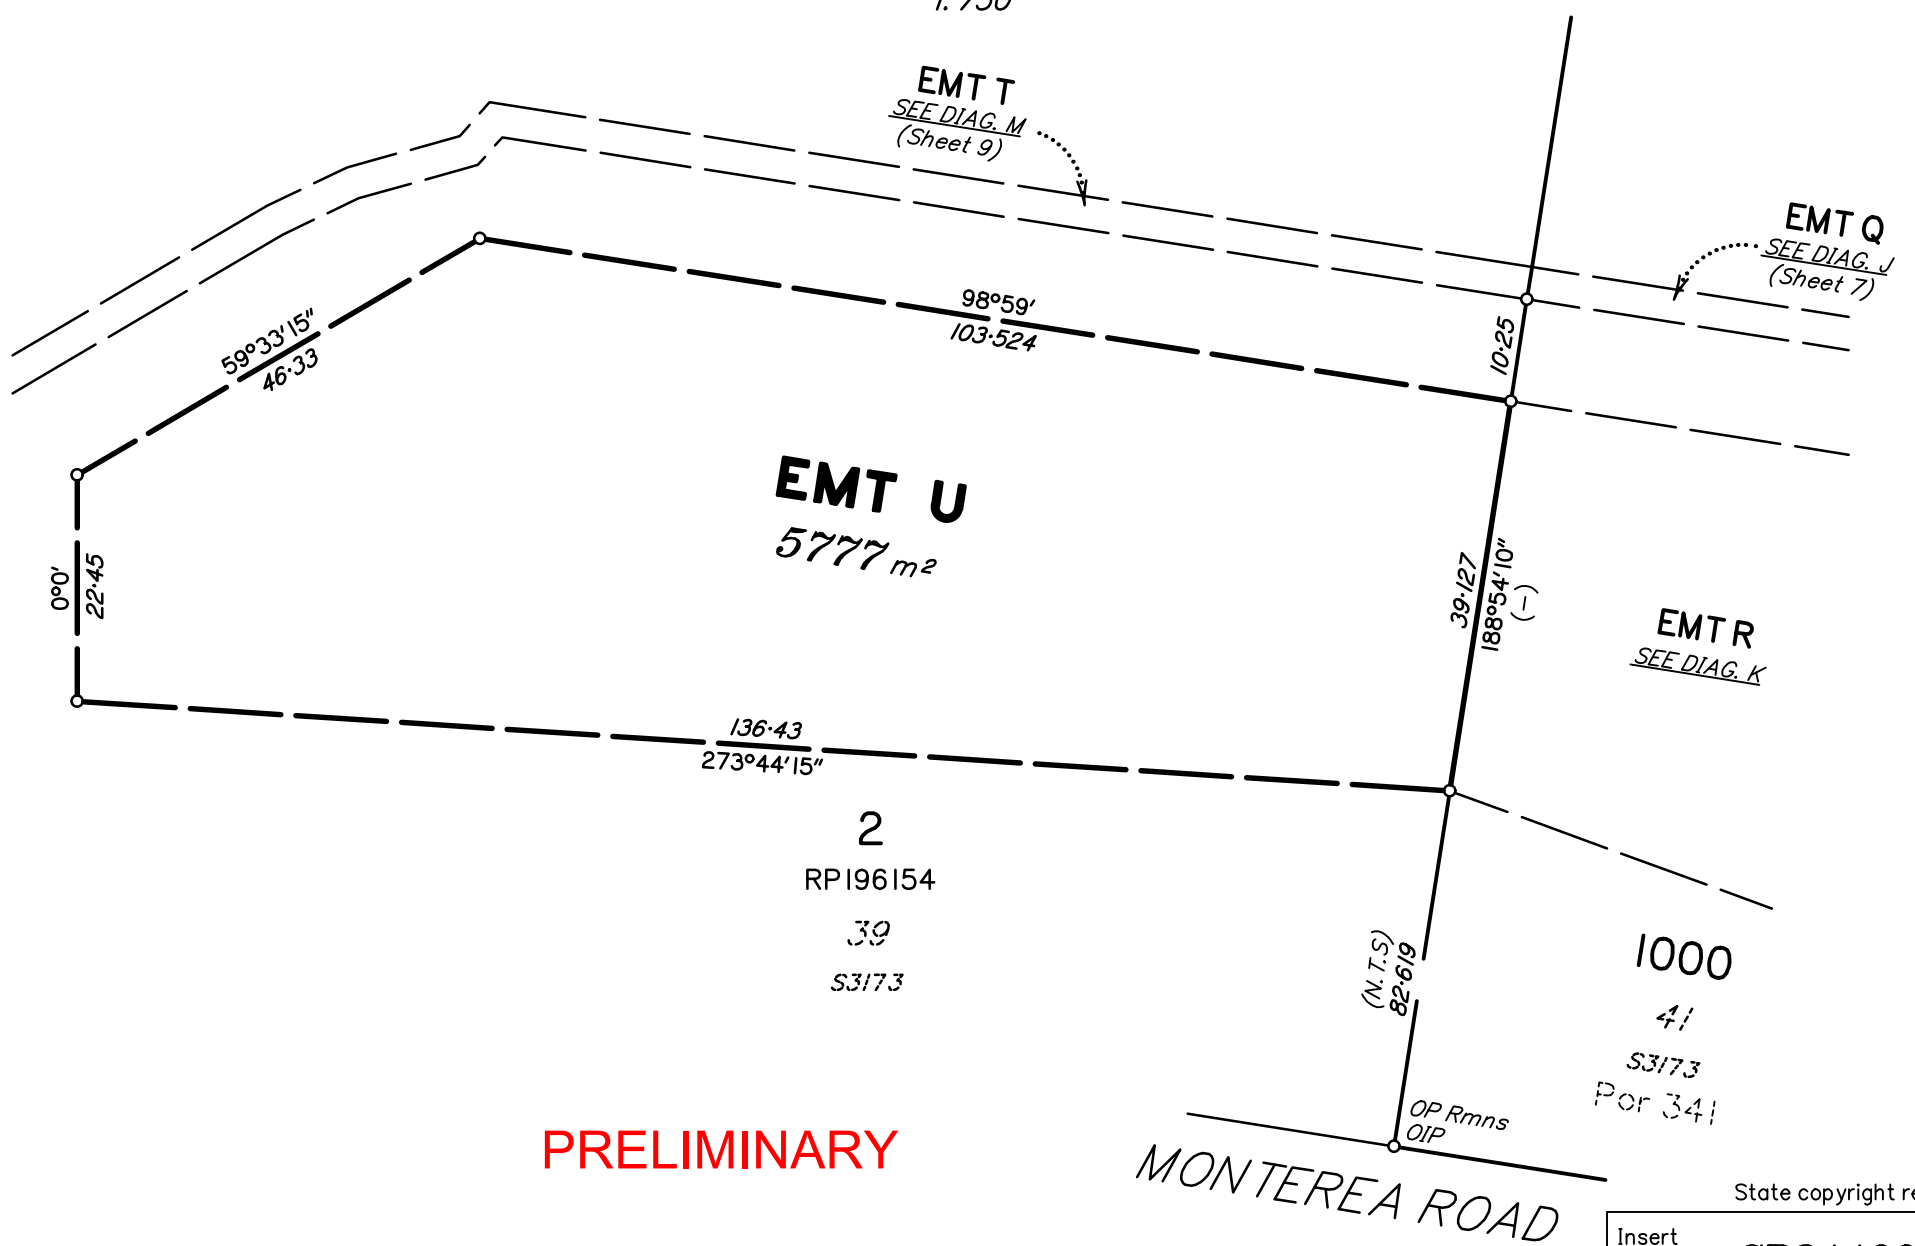 EMT T
SEE DIAG. M
(Sheet 9)
EMT Q
SEE DIAG. J
(Sheet 7)
98°59'
103·524
10·25
59°33'15"
46·33
EMT U
5777 m²
0°0'
22·45
39·127
188°54'10"
(–)
EMT R
SEE DIAG. K
136·43
273°44'15"
2
RP196154
39
S3173
(N.T.S)
82·619
1000
41
S3173
Por 341
OP Rmns
OIP
PRELIMINARY
MONTEREA ROAD
State copyright re
Insert